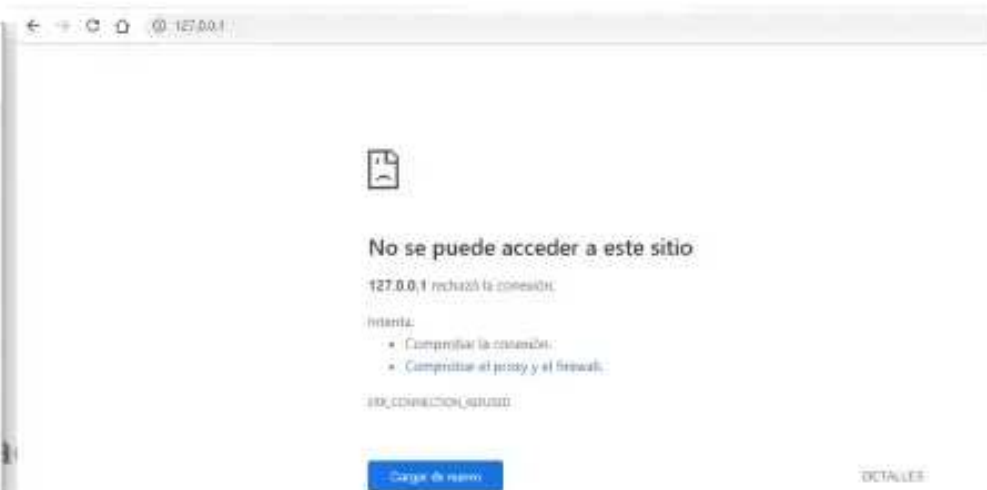 127.0.0.1
No se puede acceder a este sitio
127.0.0.1 rechazó la conexión.
Intenta:
Comprobar la conexión.
Comprobar el proxy y el firewall.
ERR_CONNECTION_REFUSED
Cargar de nuevo
DETALLES